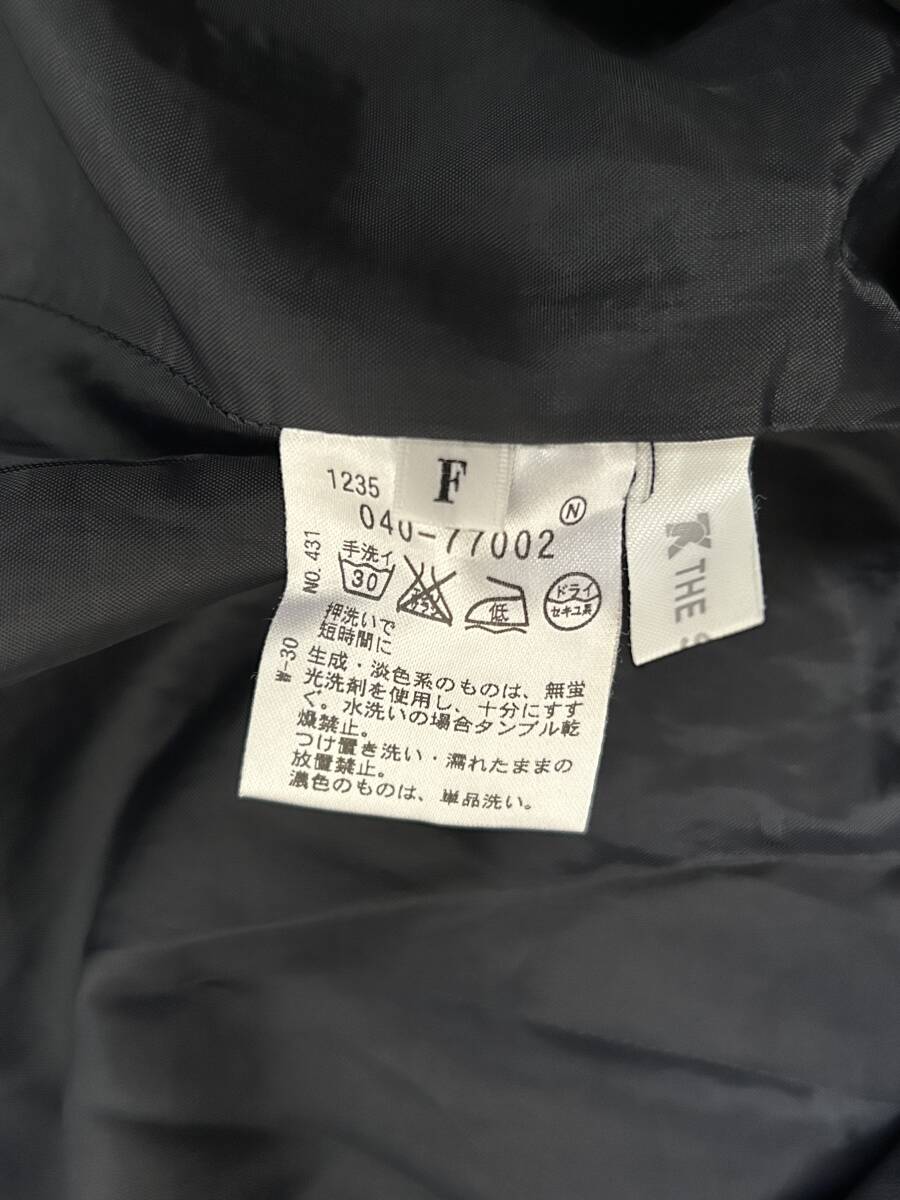 F
1235
N
040-77002
NO. 431
手洗イ
30
低
ドライ
セキユ系
W-30
押洗いで
短時間に
生成・淡色系のものは、無蛍
光洗剤を使用し、十分にすす
ぐ。水洗いの場合タンブル乾
燥禁止。
つけ置き洗い・濡れたままの
放置禁止。
濃色のものは、単品洗い。
THE